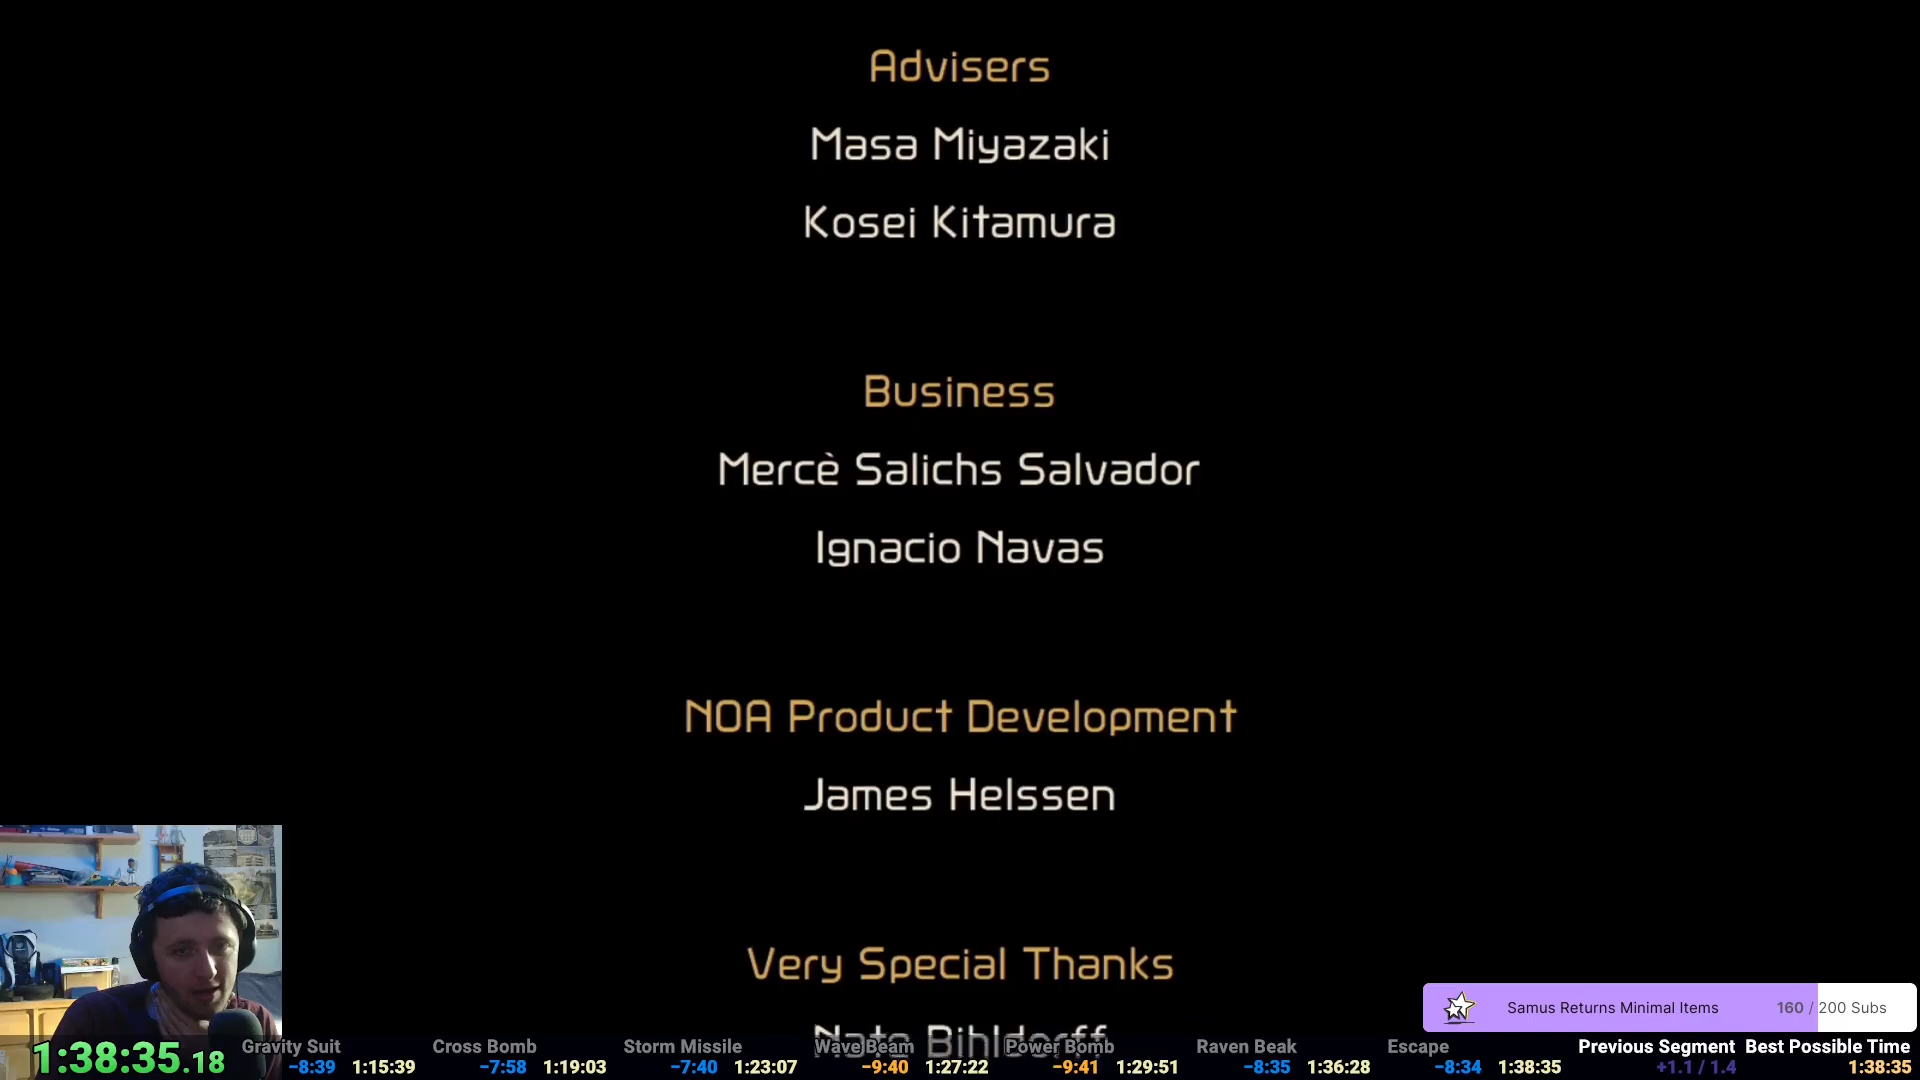 Advisers
Masa Miyazaki
Kosei Kitamura
Business
Mercè Salichs Salvador
Ignacio Navas
NOA Product Development
James Helssen
Very Special Thanks
Nate Bihldorff
Samus Returns Minimal Items 160 / 200 Subs
1:38:35.18
Gravity Suit Cross Bomb Storm Missile Wave Beam Power Bomb Raven Beak Escape Previous Segment Best Possible Time
-8:39 1:15:39 -7:58 1:19:03 -7:40 1:23:07 -9:40 1:27:22 -9:41 1:29:51 -8:35 1:36:28 -8:34 1:38:35 +1.1 / 1.4 1:38:35